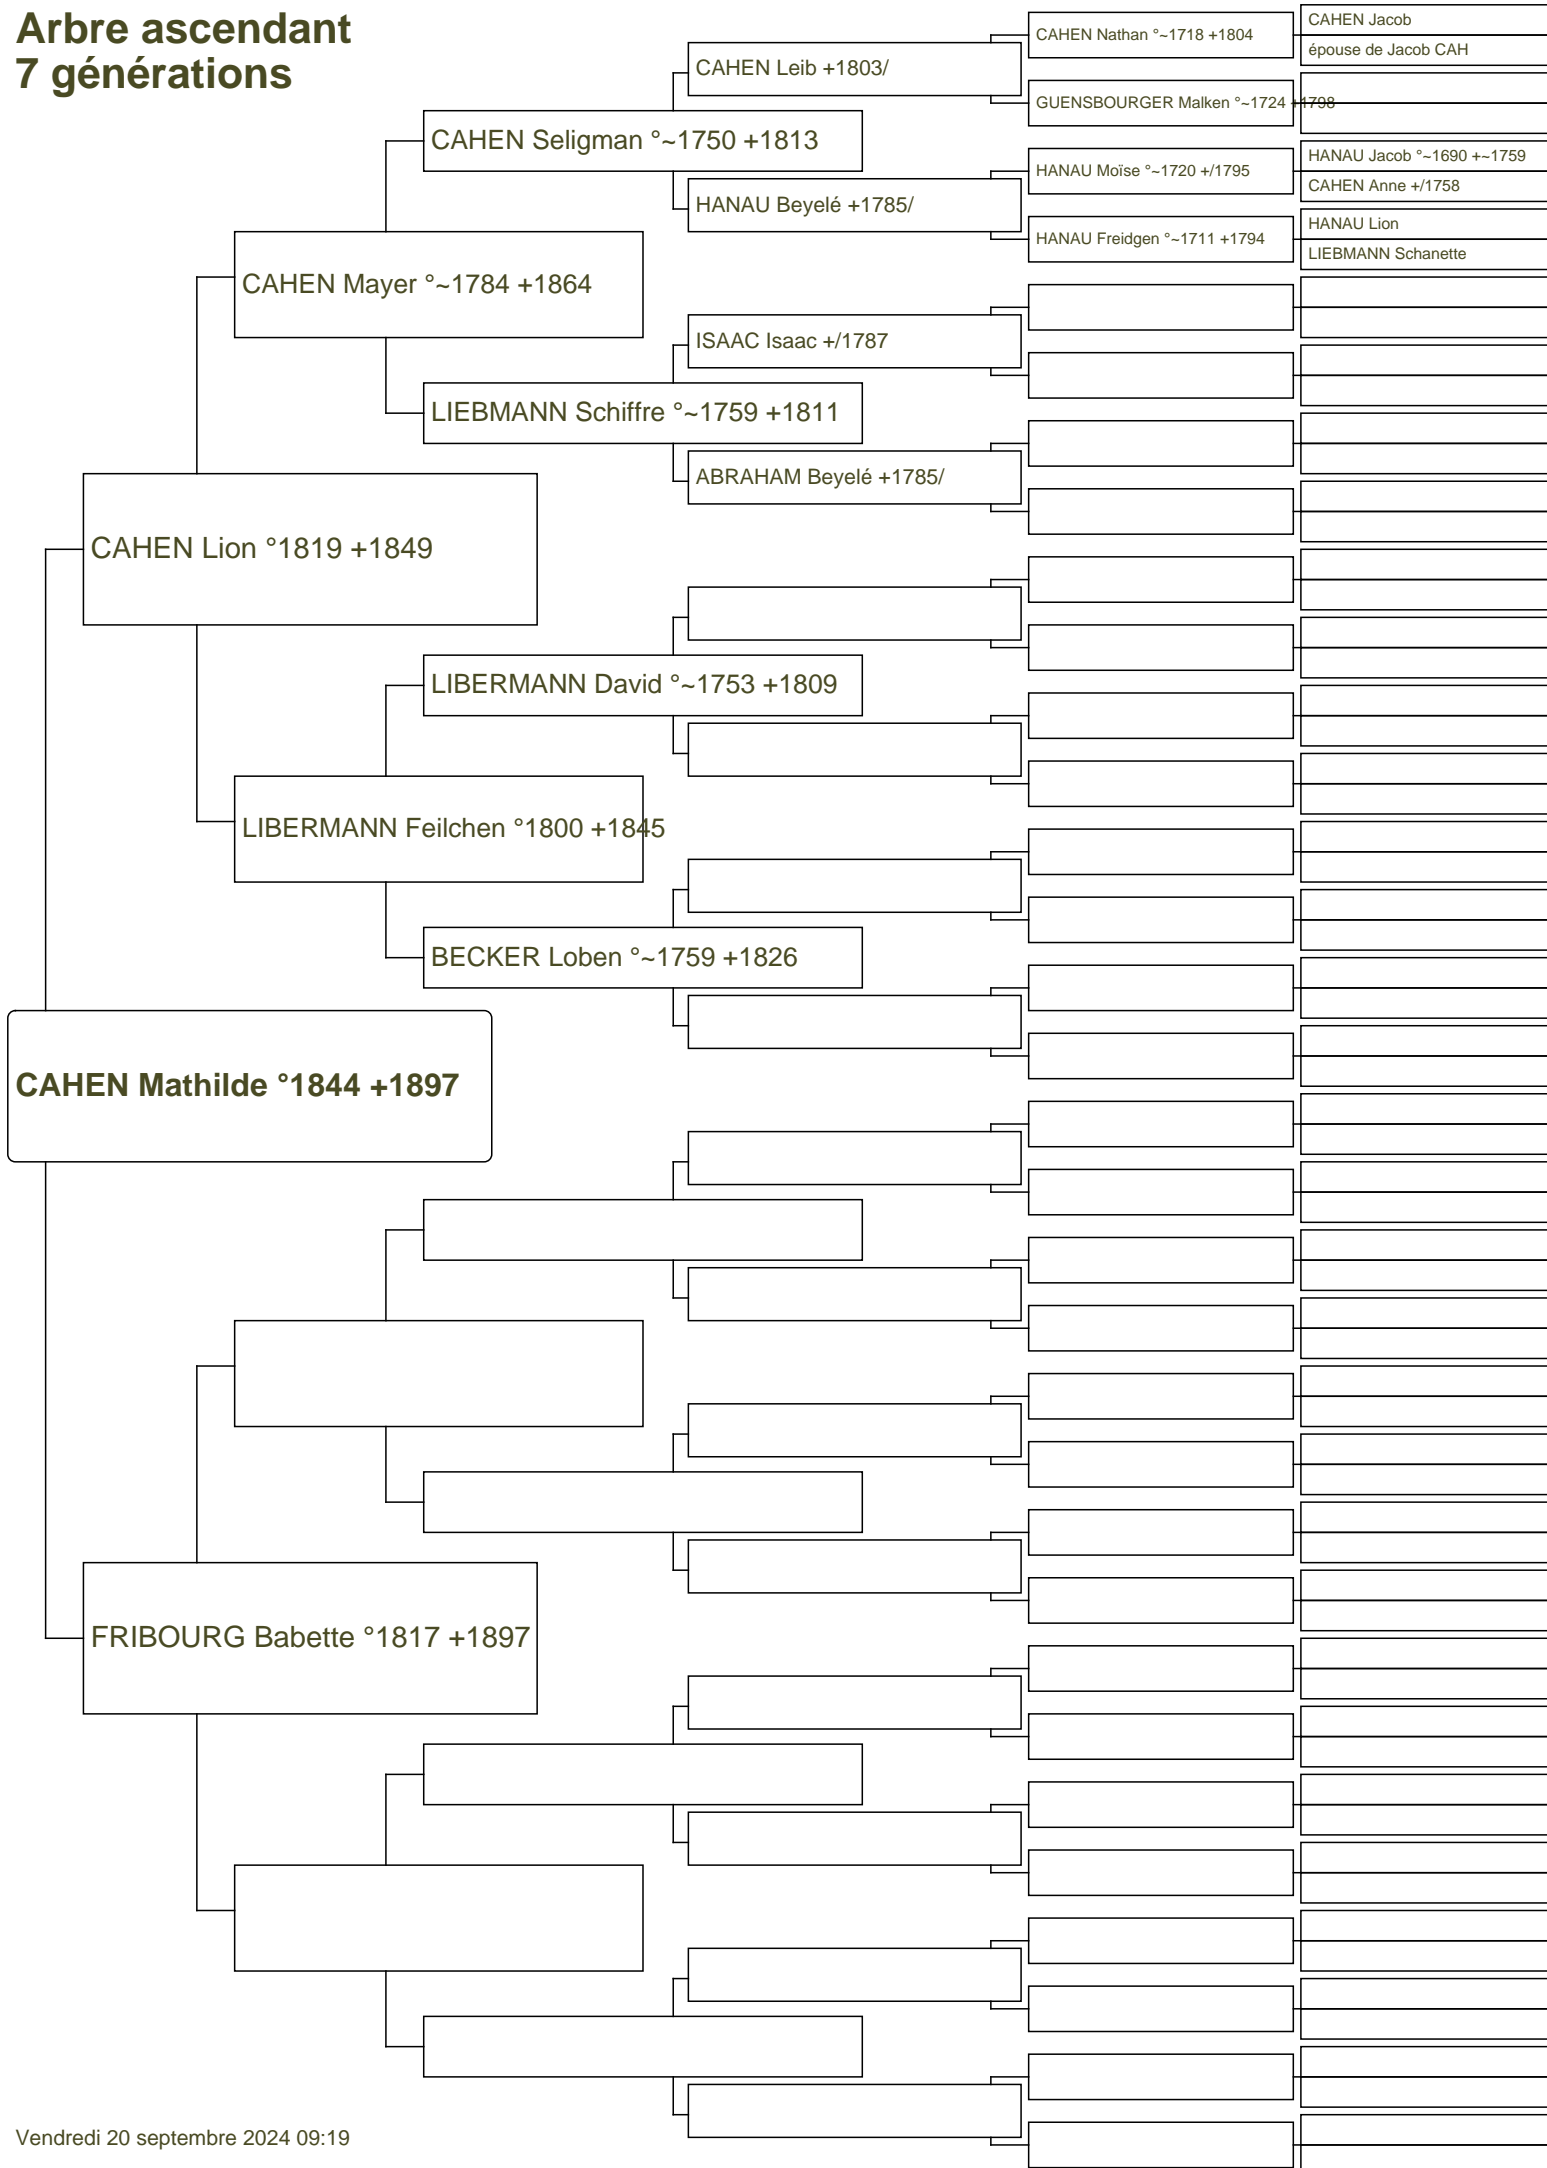 Arbre ascendant
7 générations
CAHEN Jacob
épouse de Jacob CAH
CAHEN Nathan °~1718 +1804
CAHEN Leib +1803/
GUENSBOURGER Malken °~1724 +1798
CAHEN Seligman °~1750 +1813
HANAU Jacob °~1690 +~1759
HANAU Moïse °~1720 +/1795
CAHEN Anne +/1758
HANAU Beyelé +1785/
HANAU Lion
HANAU Freidgen °~1711 +1794
LIEBMANN Schanette
CAHEN Mayer °~1784 +1864
ISAAC Isaac +/1787
LIEBMANN Schiffre °~1759 +1811
ABRAHAM Beyelé +1785/
CAHEN Lion °1819 +1849
LIBERMANN David °~1753 +1809
LIBERMANN Feilchen °1800 +1845
BECKER Loben °~1759 +1826
CAHEN Mathilde °1844 +1897
FRIBOURG Babette °1817 +1897
Vendredi 20 septembre 2024 09:19